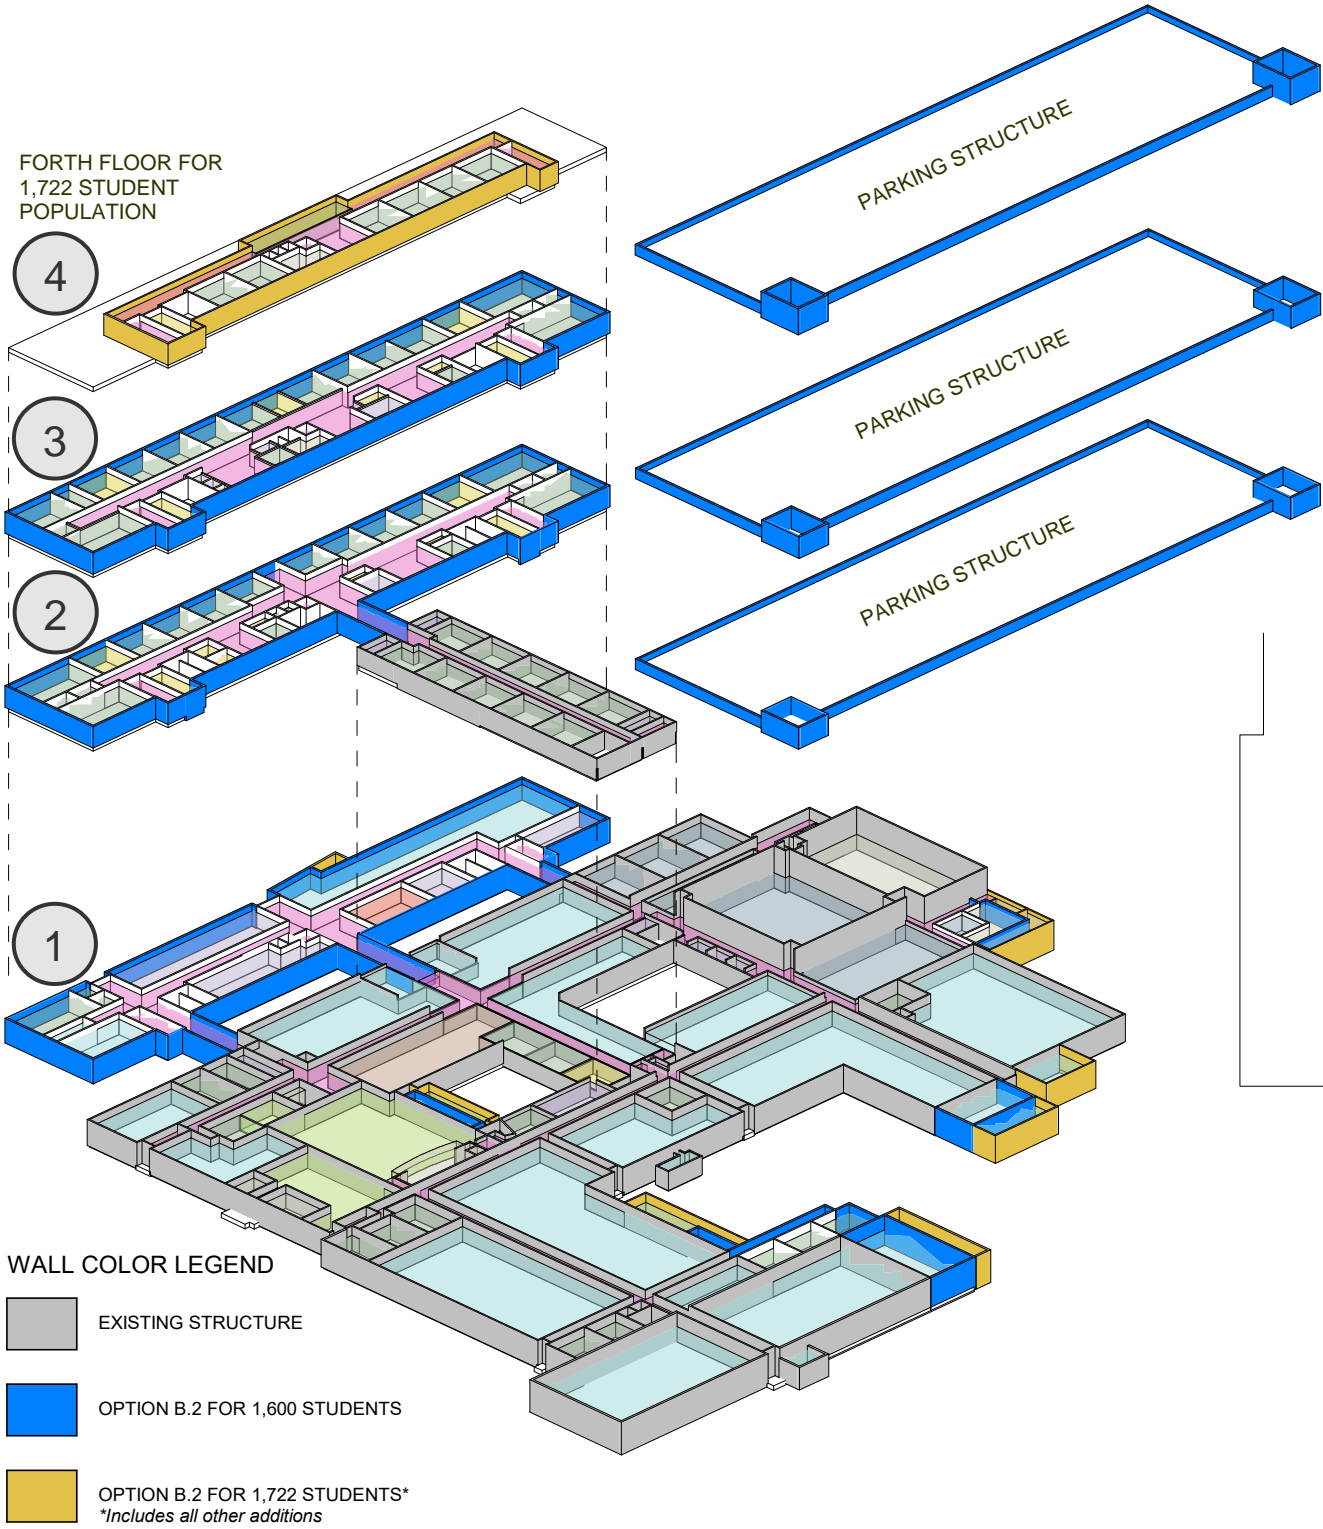 FORTH FLOOR FOR
1,722 STUDENT
POPULATION
4
3
2
1
PARKING STRUCTURE
PARKING STRUCTURE
PARKING STRUCTURE
WALL COLOR LEGEND
EXISTING STRUCTURE
OPTION B.2 FOR 1,600 STUDENTS
OPTION B.2 FOR 1,722 STUDENTS*
*Includes all other additions